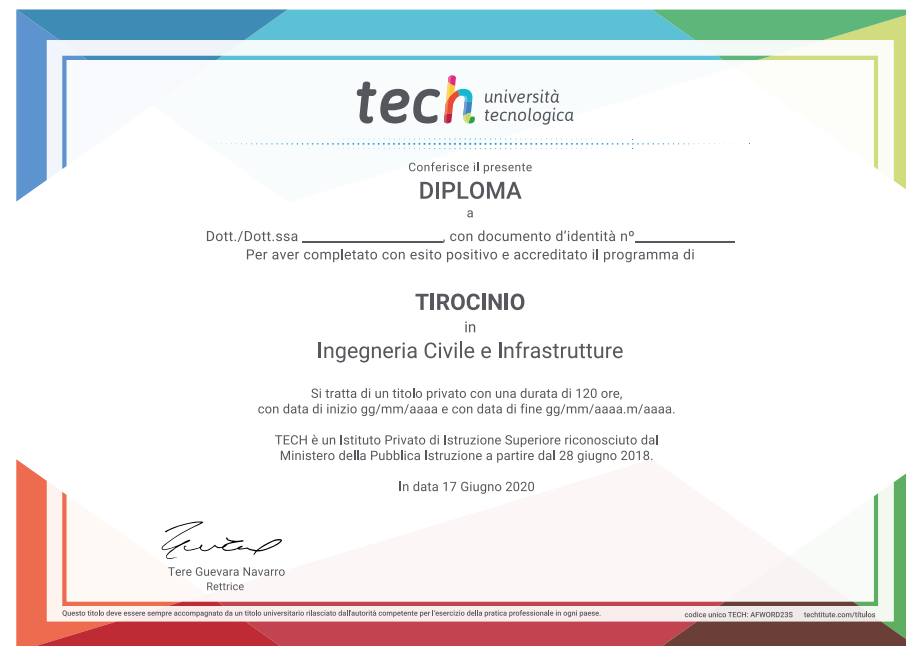 tech università
tecnologica
Conferisce il presente
DIPLOMA
a
Dott./Dott.ssa ____________________, con documento d'identità nº______________
Per aver completato con esito positivo e accreditato il programma di
TIROCINIO
in
Ingegneria Civile e Infrastrutture
Si tratta di un titolo privato con una durata di 120 ore,
con data di inizio gg/mm/aaaa e con data di fine gg/mm/aaaa.m/aaaa.
TECH è un Istituto Privato di Istruzione Superiore riconosciuto dal
Ministero della Pubblica Istruzione a partire dal 28 giugno 2018.
In data 17 Giugno 2020
Tere Guevara Navarro
Rettrice
Questo titolo deve essere sempre accompagnato da un titolo universitario rilasciato dall'autorità competente per l'esercizio della pratica professionale in ogni paese. codice unico TECH: AFWORD23S techtitute.com/titulos